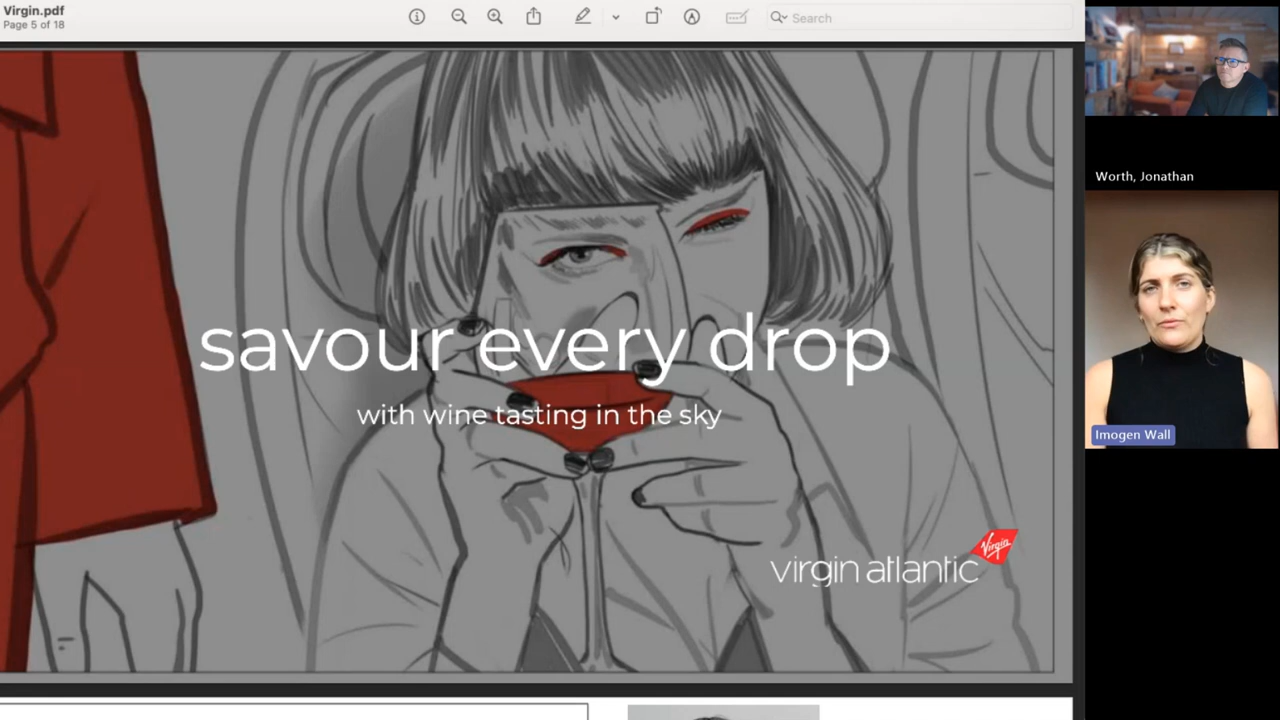 Virgin.pdf
Page 5 of 18
Search
savour every drop
with wine tasting in the sky
virgin atlantic
Virgin
Worth, Jonathan
Imogen Wall